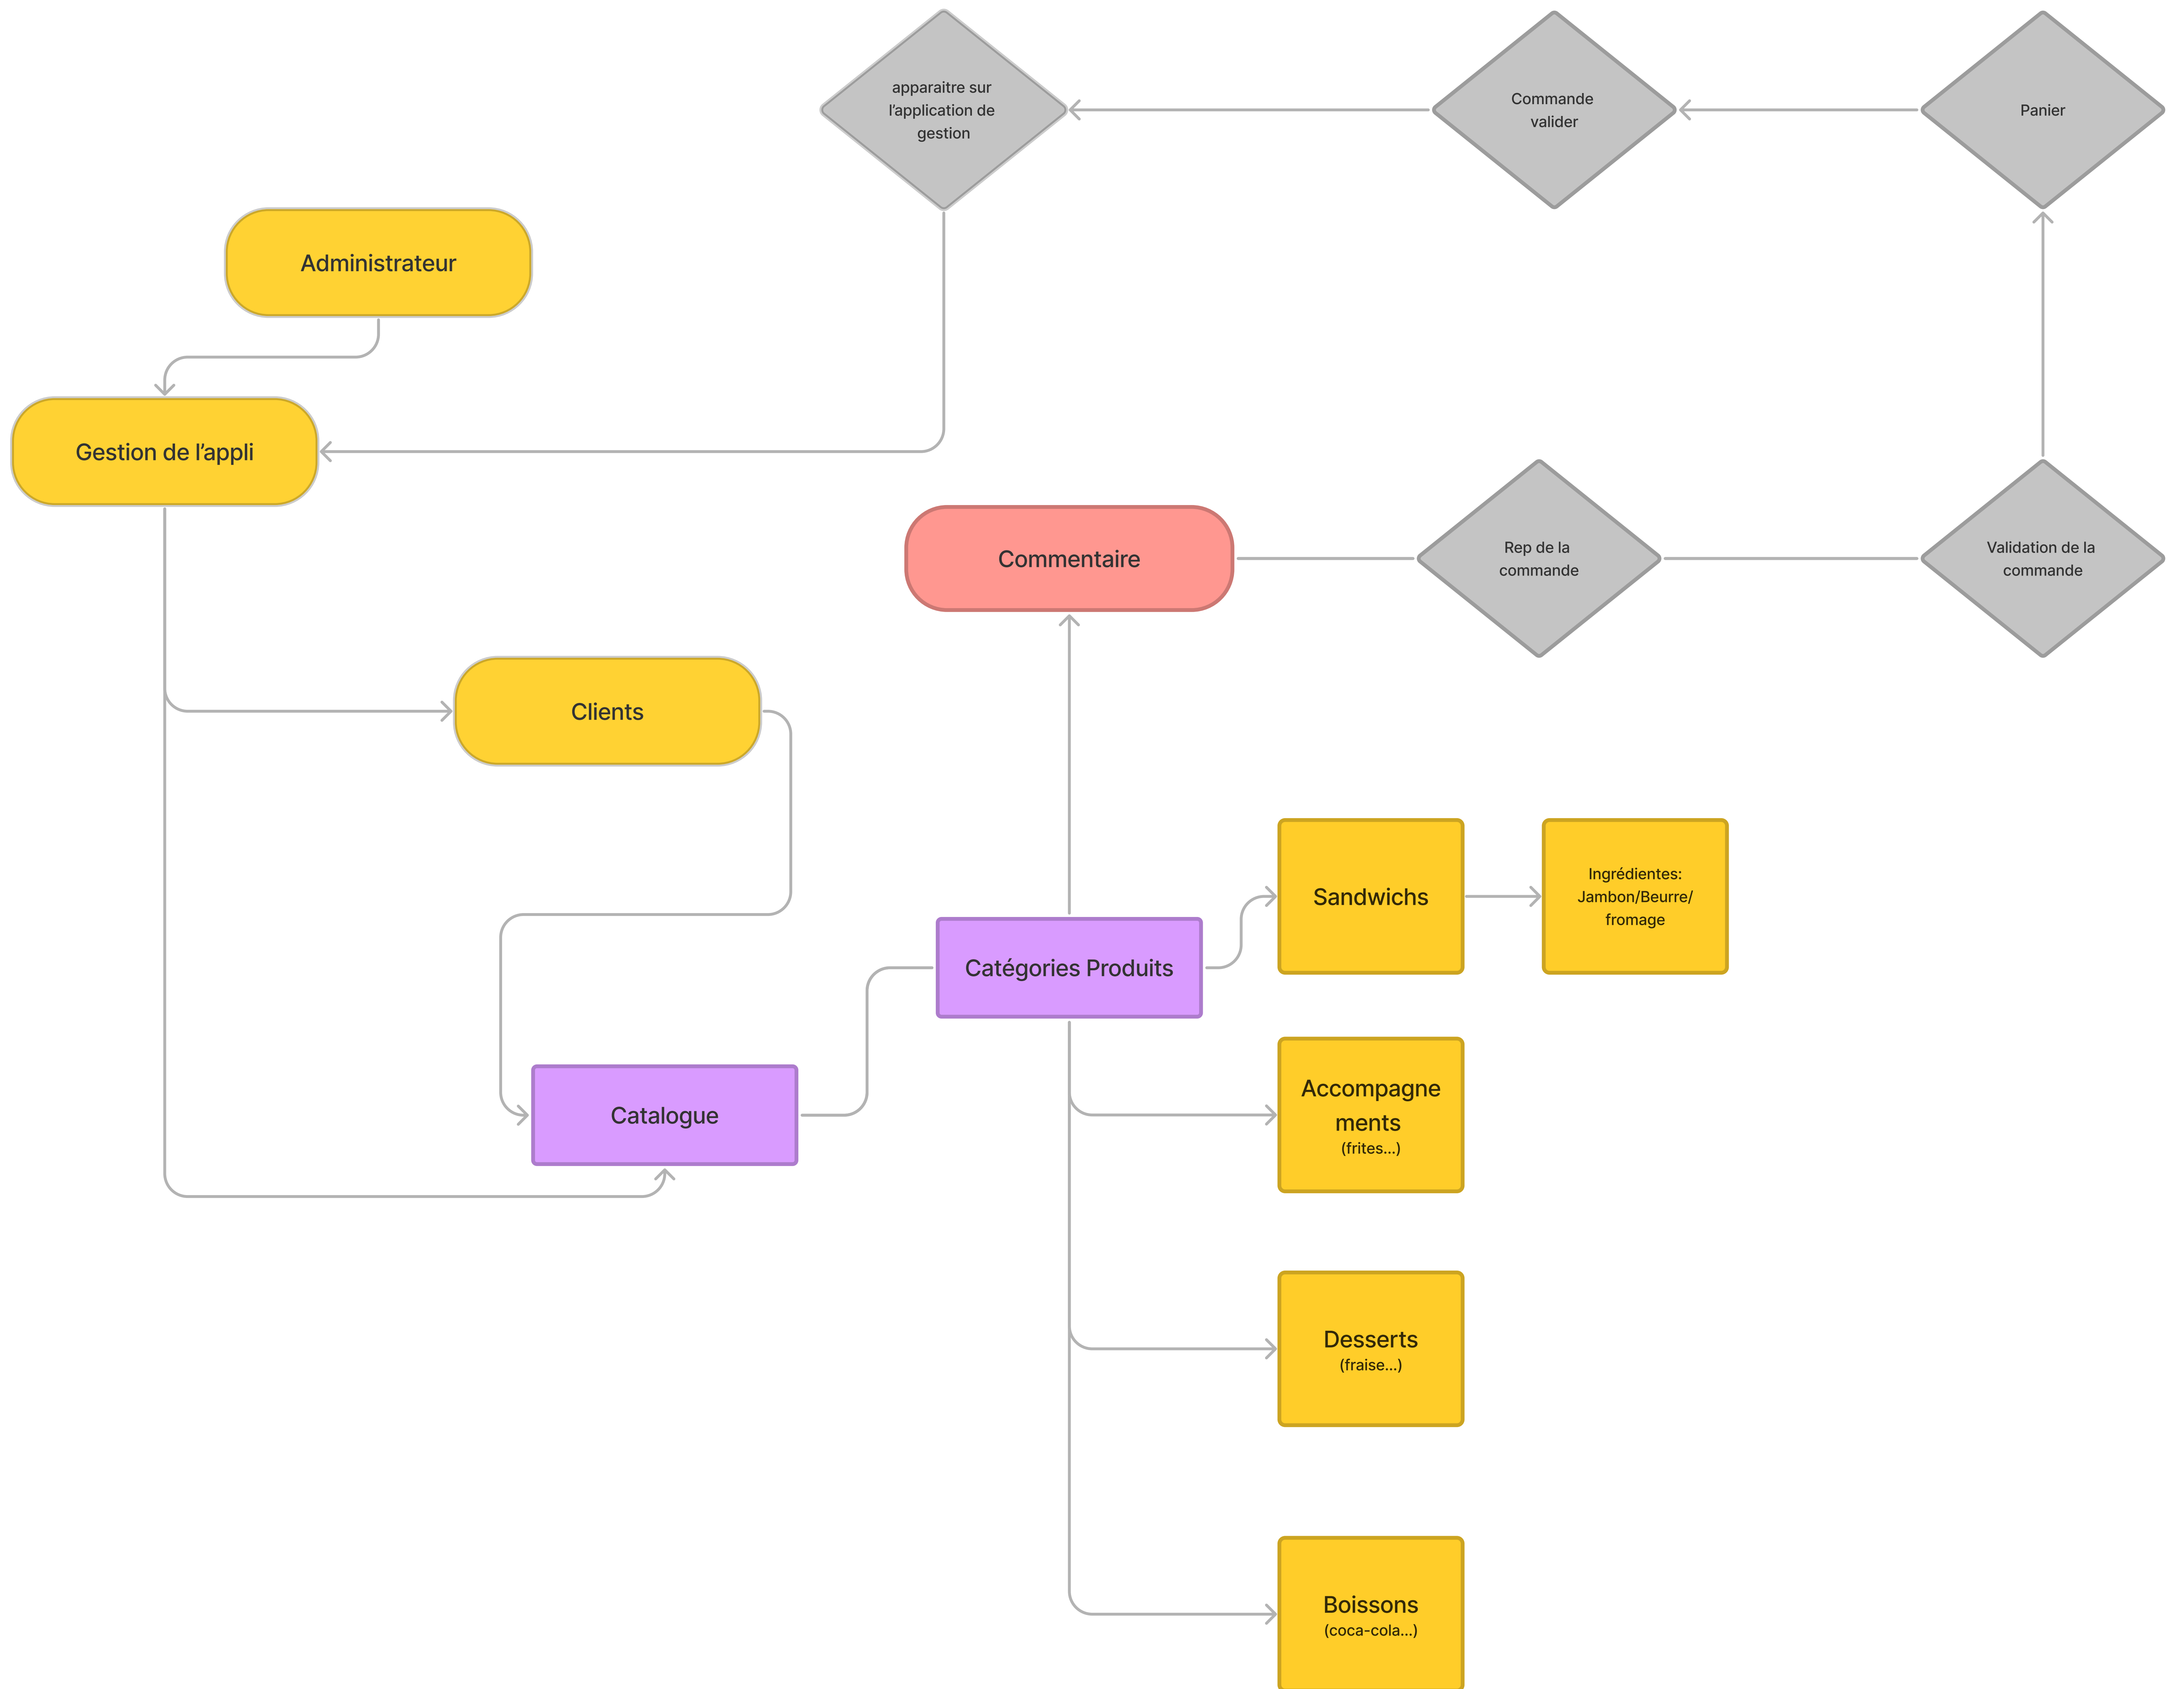 apparaitre sur
l’application de
gestion
Commande
valider
Panier
Administrateur
Gestion de l’appli
Commentaire
Rep de la
commande
Validation de la
commande
Clients
Sandwichs
Ingrédientes:
Jambon/Beurre/
fromage
Catégories Produits
Accompagne
ments
(frites...)
Catalogue
Desserts
(fraise...)
Boissons
(coca-cola...)